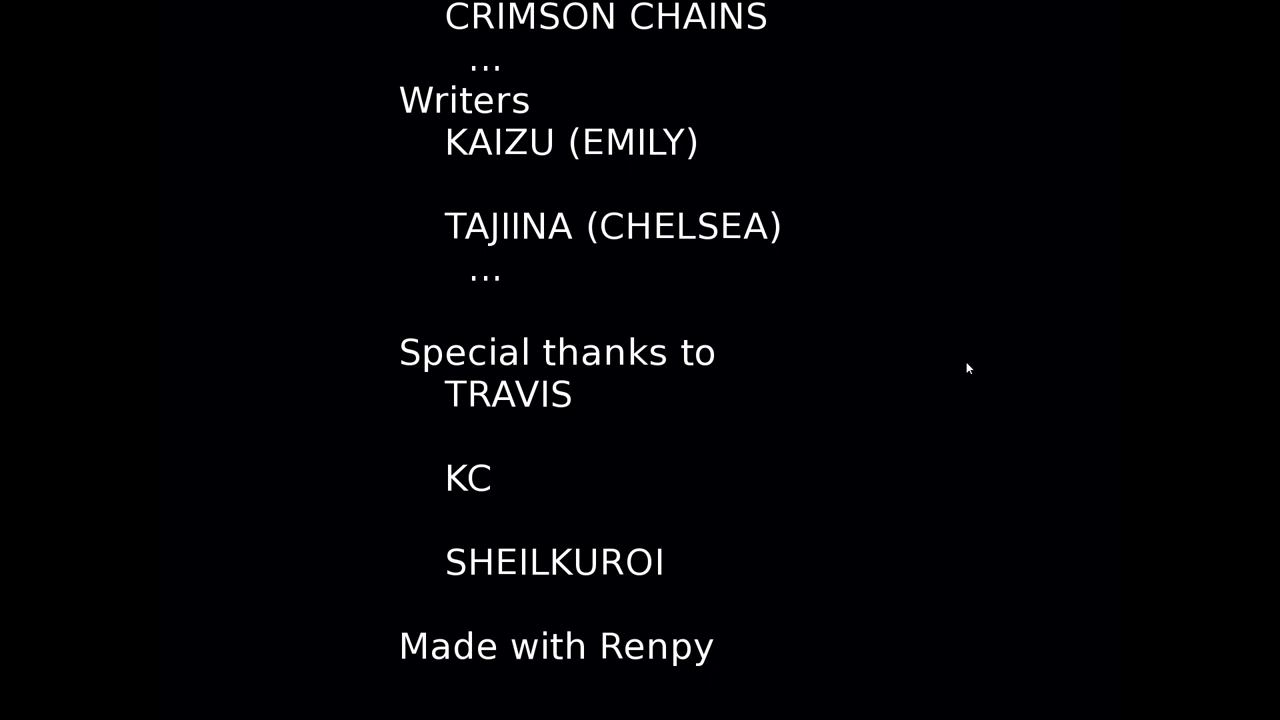 CRIMSON CHAINS
...
Writers
KAIZU (EMILY)
TAJIINA (CHELSEA)
...
Special thanks to
TRAVIS
KC
SHEILKUROI
Made with Renpy